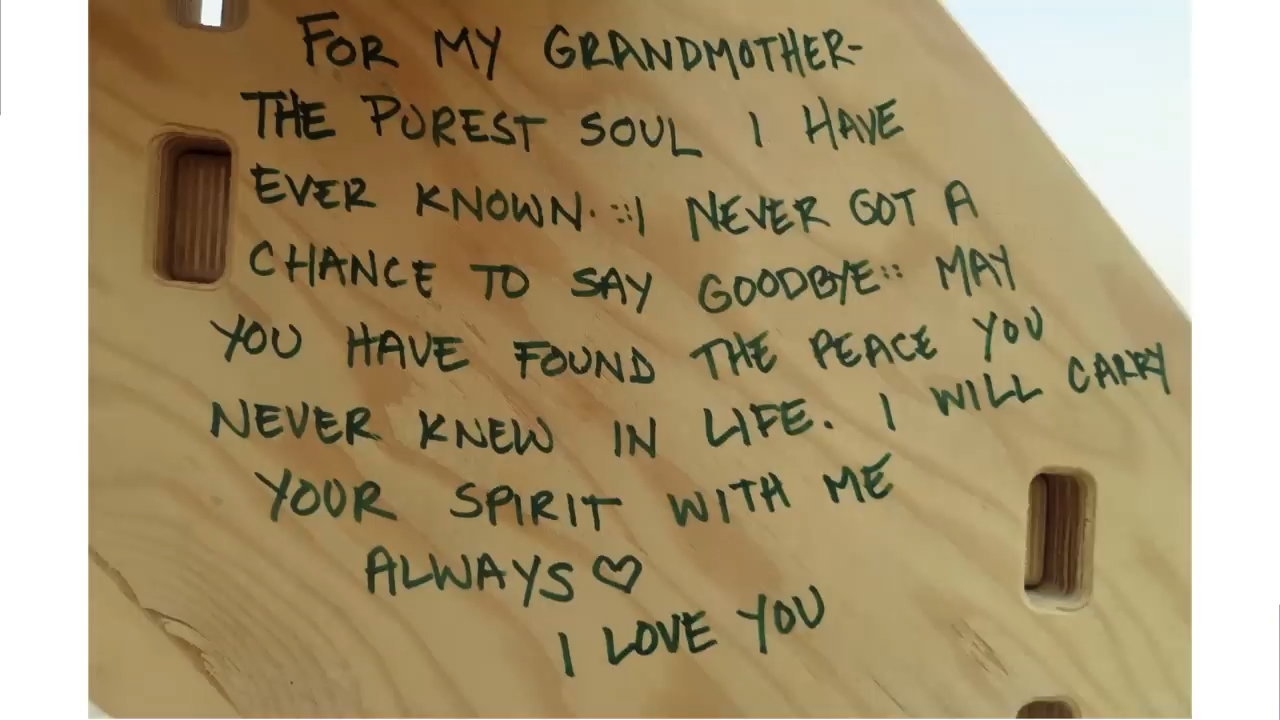 FOR MY GRANDMOTHER-
THE PUREST SOUL I HAVE
EVER KNOWN. ::I NEVER GOT A
CHANCE TO SAY GOODBYE:: MAY
YOU HAVE FOUND THE PEACE YOU
NEVER KNEW IN LIFE. I WILL CARRY
YOUR SPIRIT WITH ME
ALWAYS ♡
I LOVE YOU